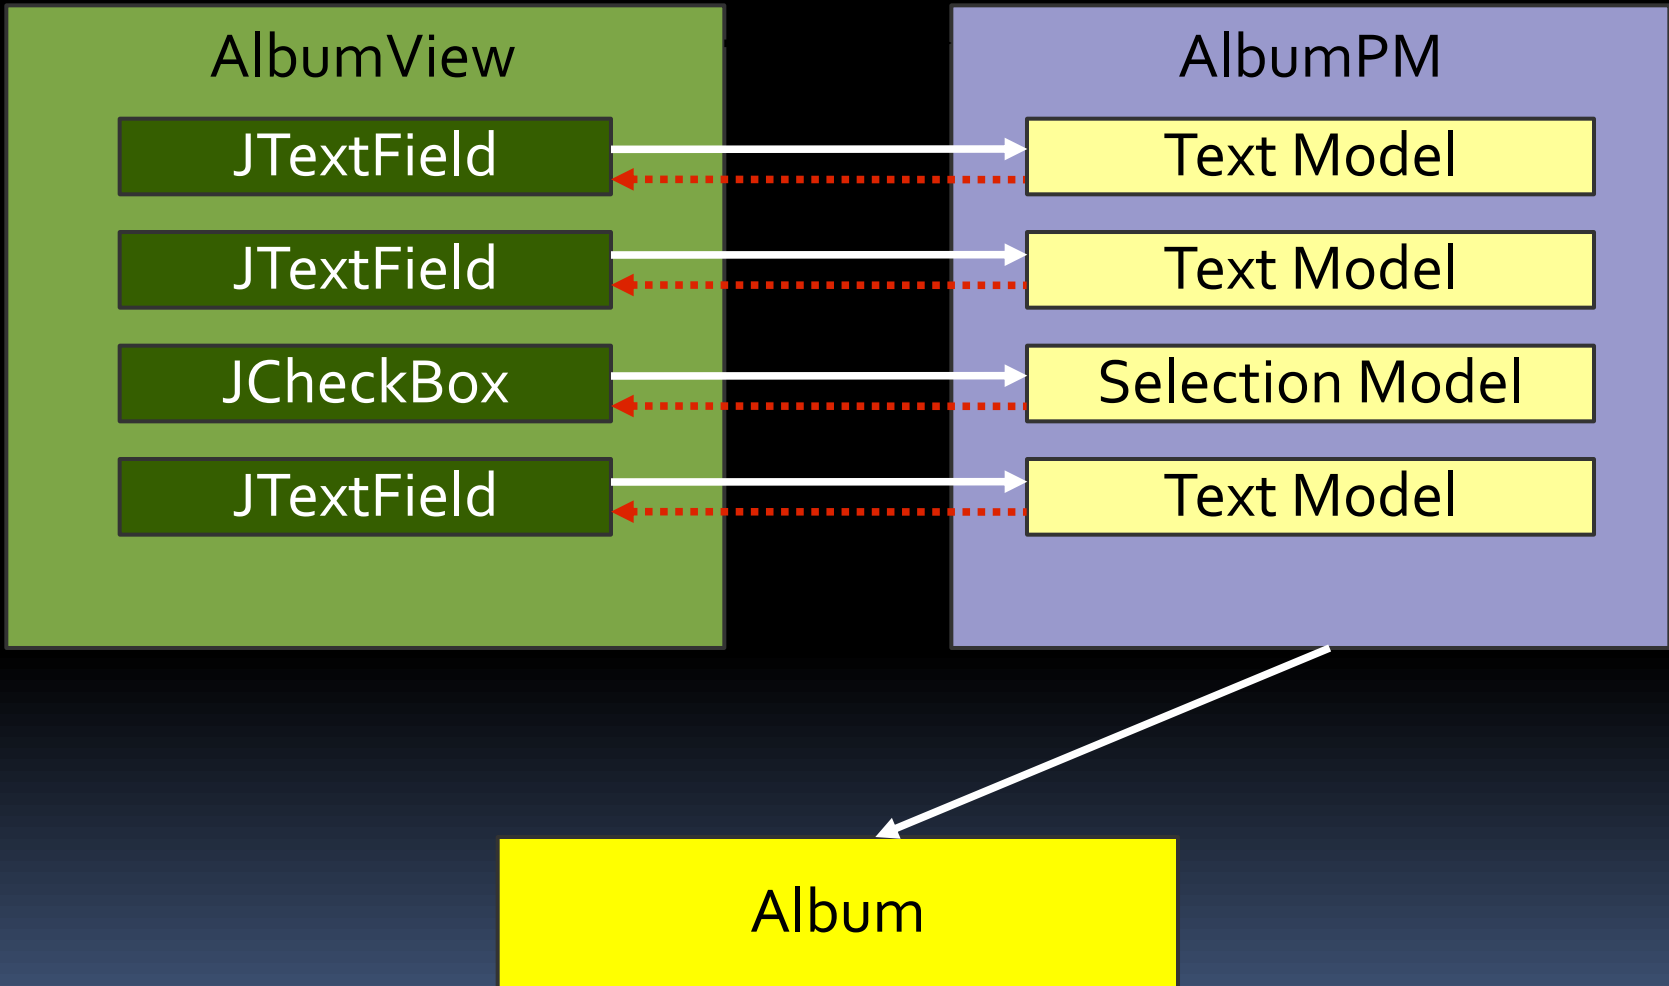 AlbumView
JTextField
JTextField
JCheckBox
JTextField
AlbumPM
Text Model
Text Model
Selection Model
Text Model
Album